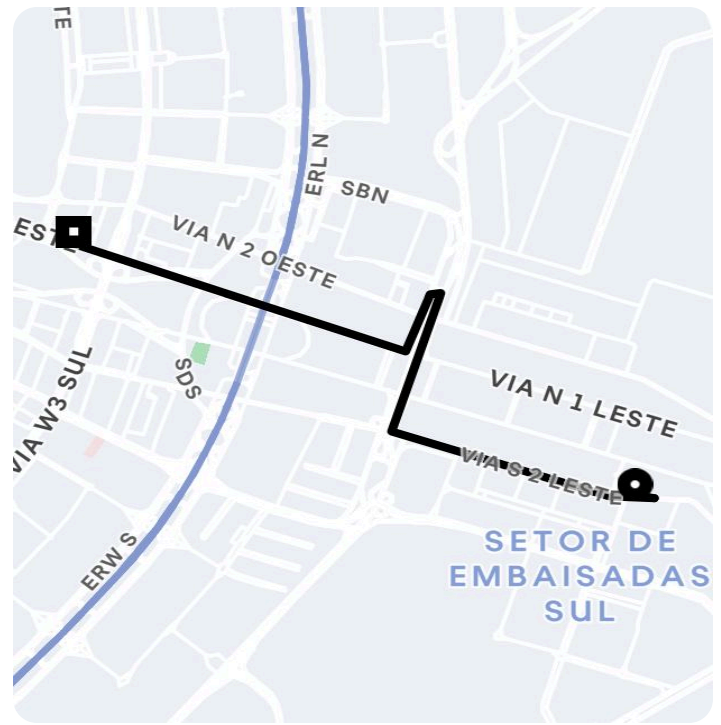 TE
ERL N
SBN
ESTE
VIA N 2 OESTE
VIA W3 SUL
SDS
VIA N 1 LESTE
VIA S 2 LESTE
ERW S
SETOR DE
EMBAISADAS
SUL